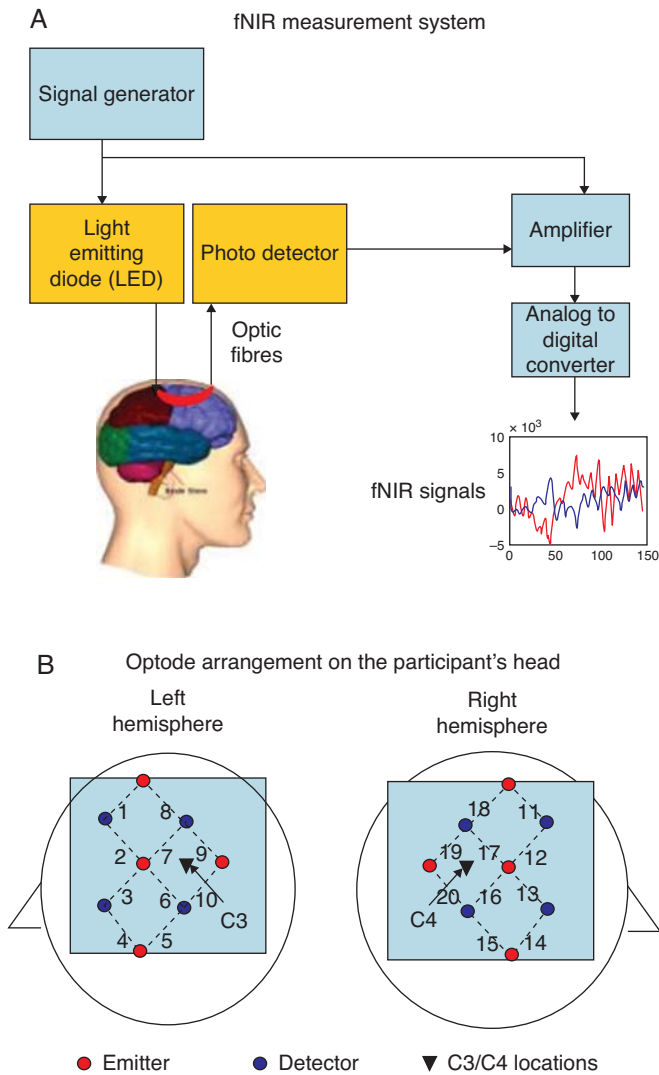 A
fNIR measurement system
Signal generator
Light
emitting
diode (LED)
Photo detector
Amplifier
Optic
fibres
Analog to
digital
converter
× 10³
10
5
0
−5
0
50
100
150
fNIR signals
B
Optode arrangement on the participant's head
Left
hemisphere
Right
hemisphere
1
8
2
7
9
3
6
10
4
5
C3
18
11
19
17
12
20
16
13
C4
15
14
Emitter
Detector
C3/C4 locations